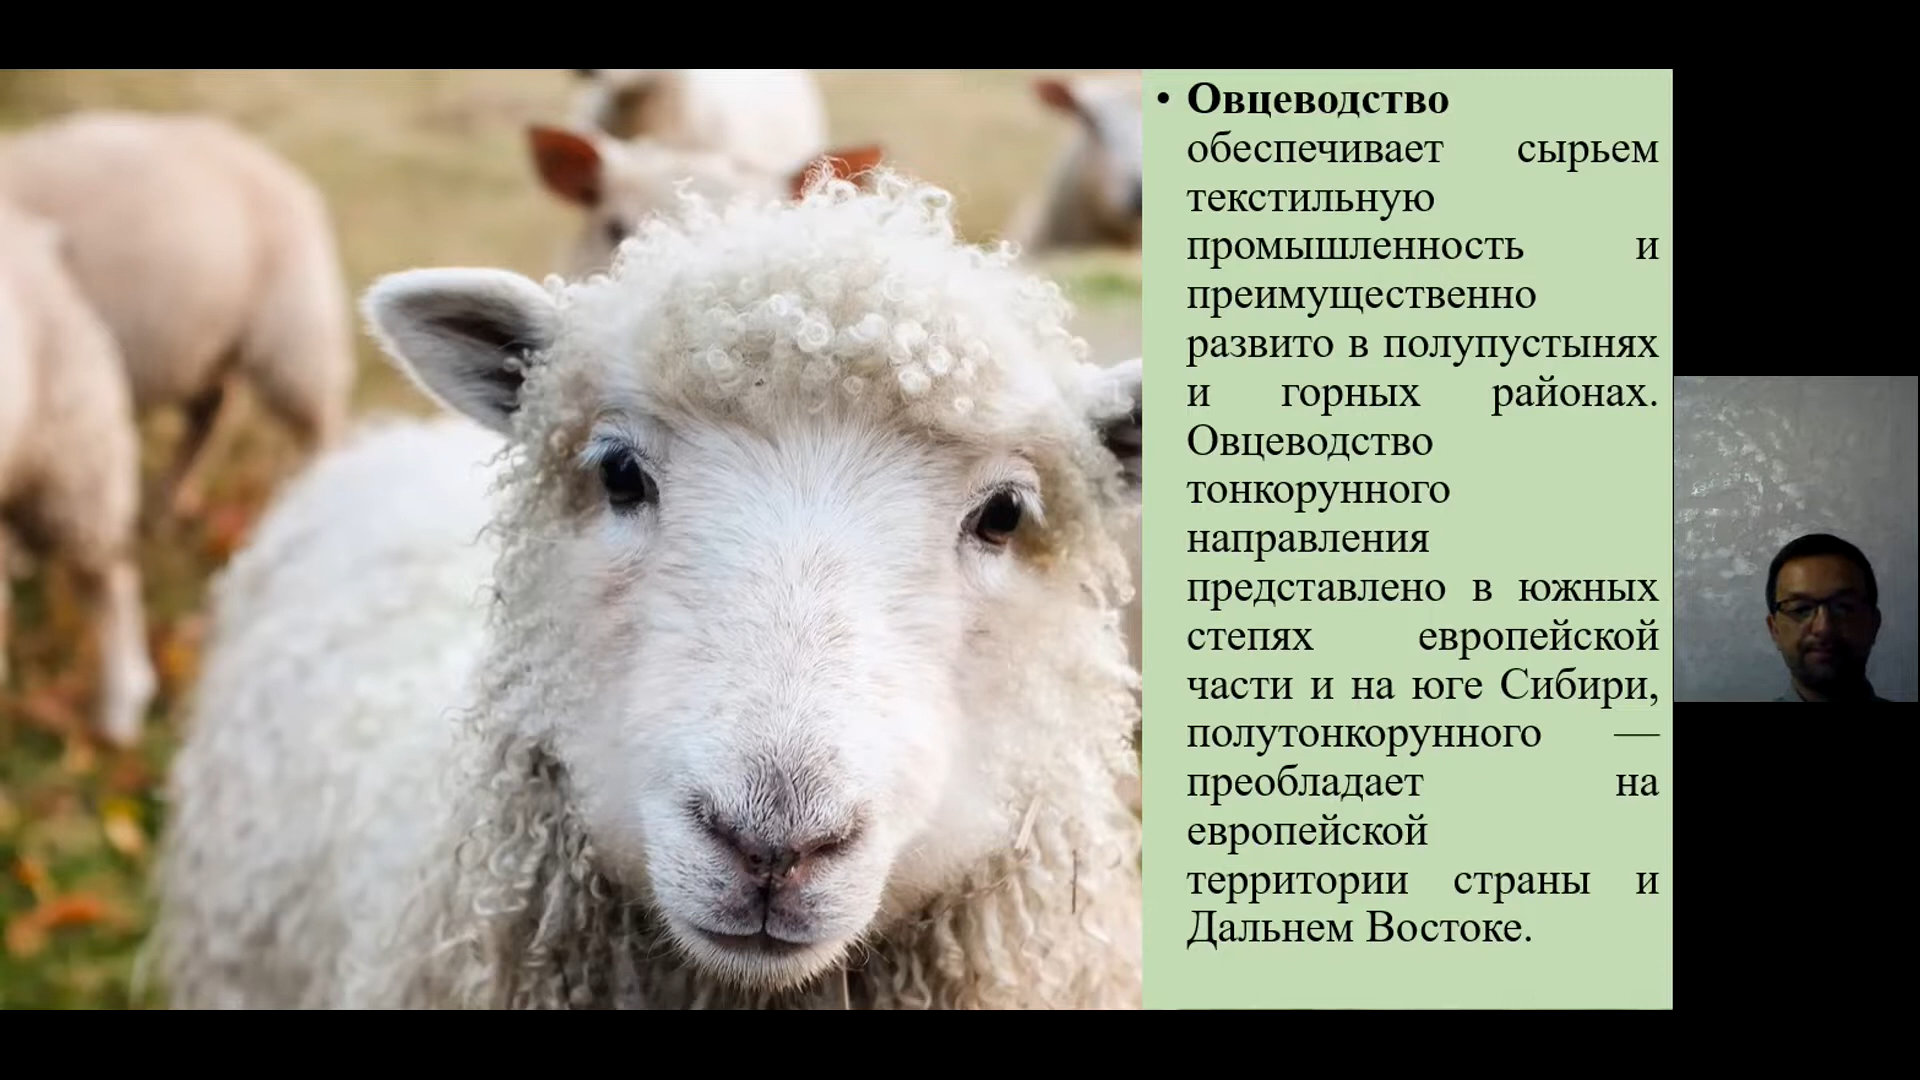 • Овцеводство
обеспечивает сырьем
текстильную
промышленность и
преимущественно
развито в полупустынях
и горных районах.
Овцеводство
тонкорунного
направления
представлено в южных
степях европейской
части и на юге Сибири,
полутонкорунного —
преобладает на
европейской
территории страны и
Дальнем Востоке.